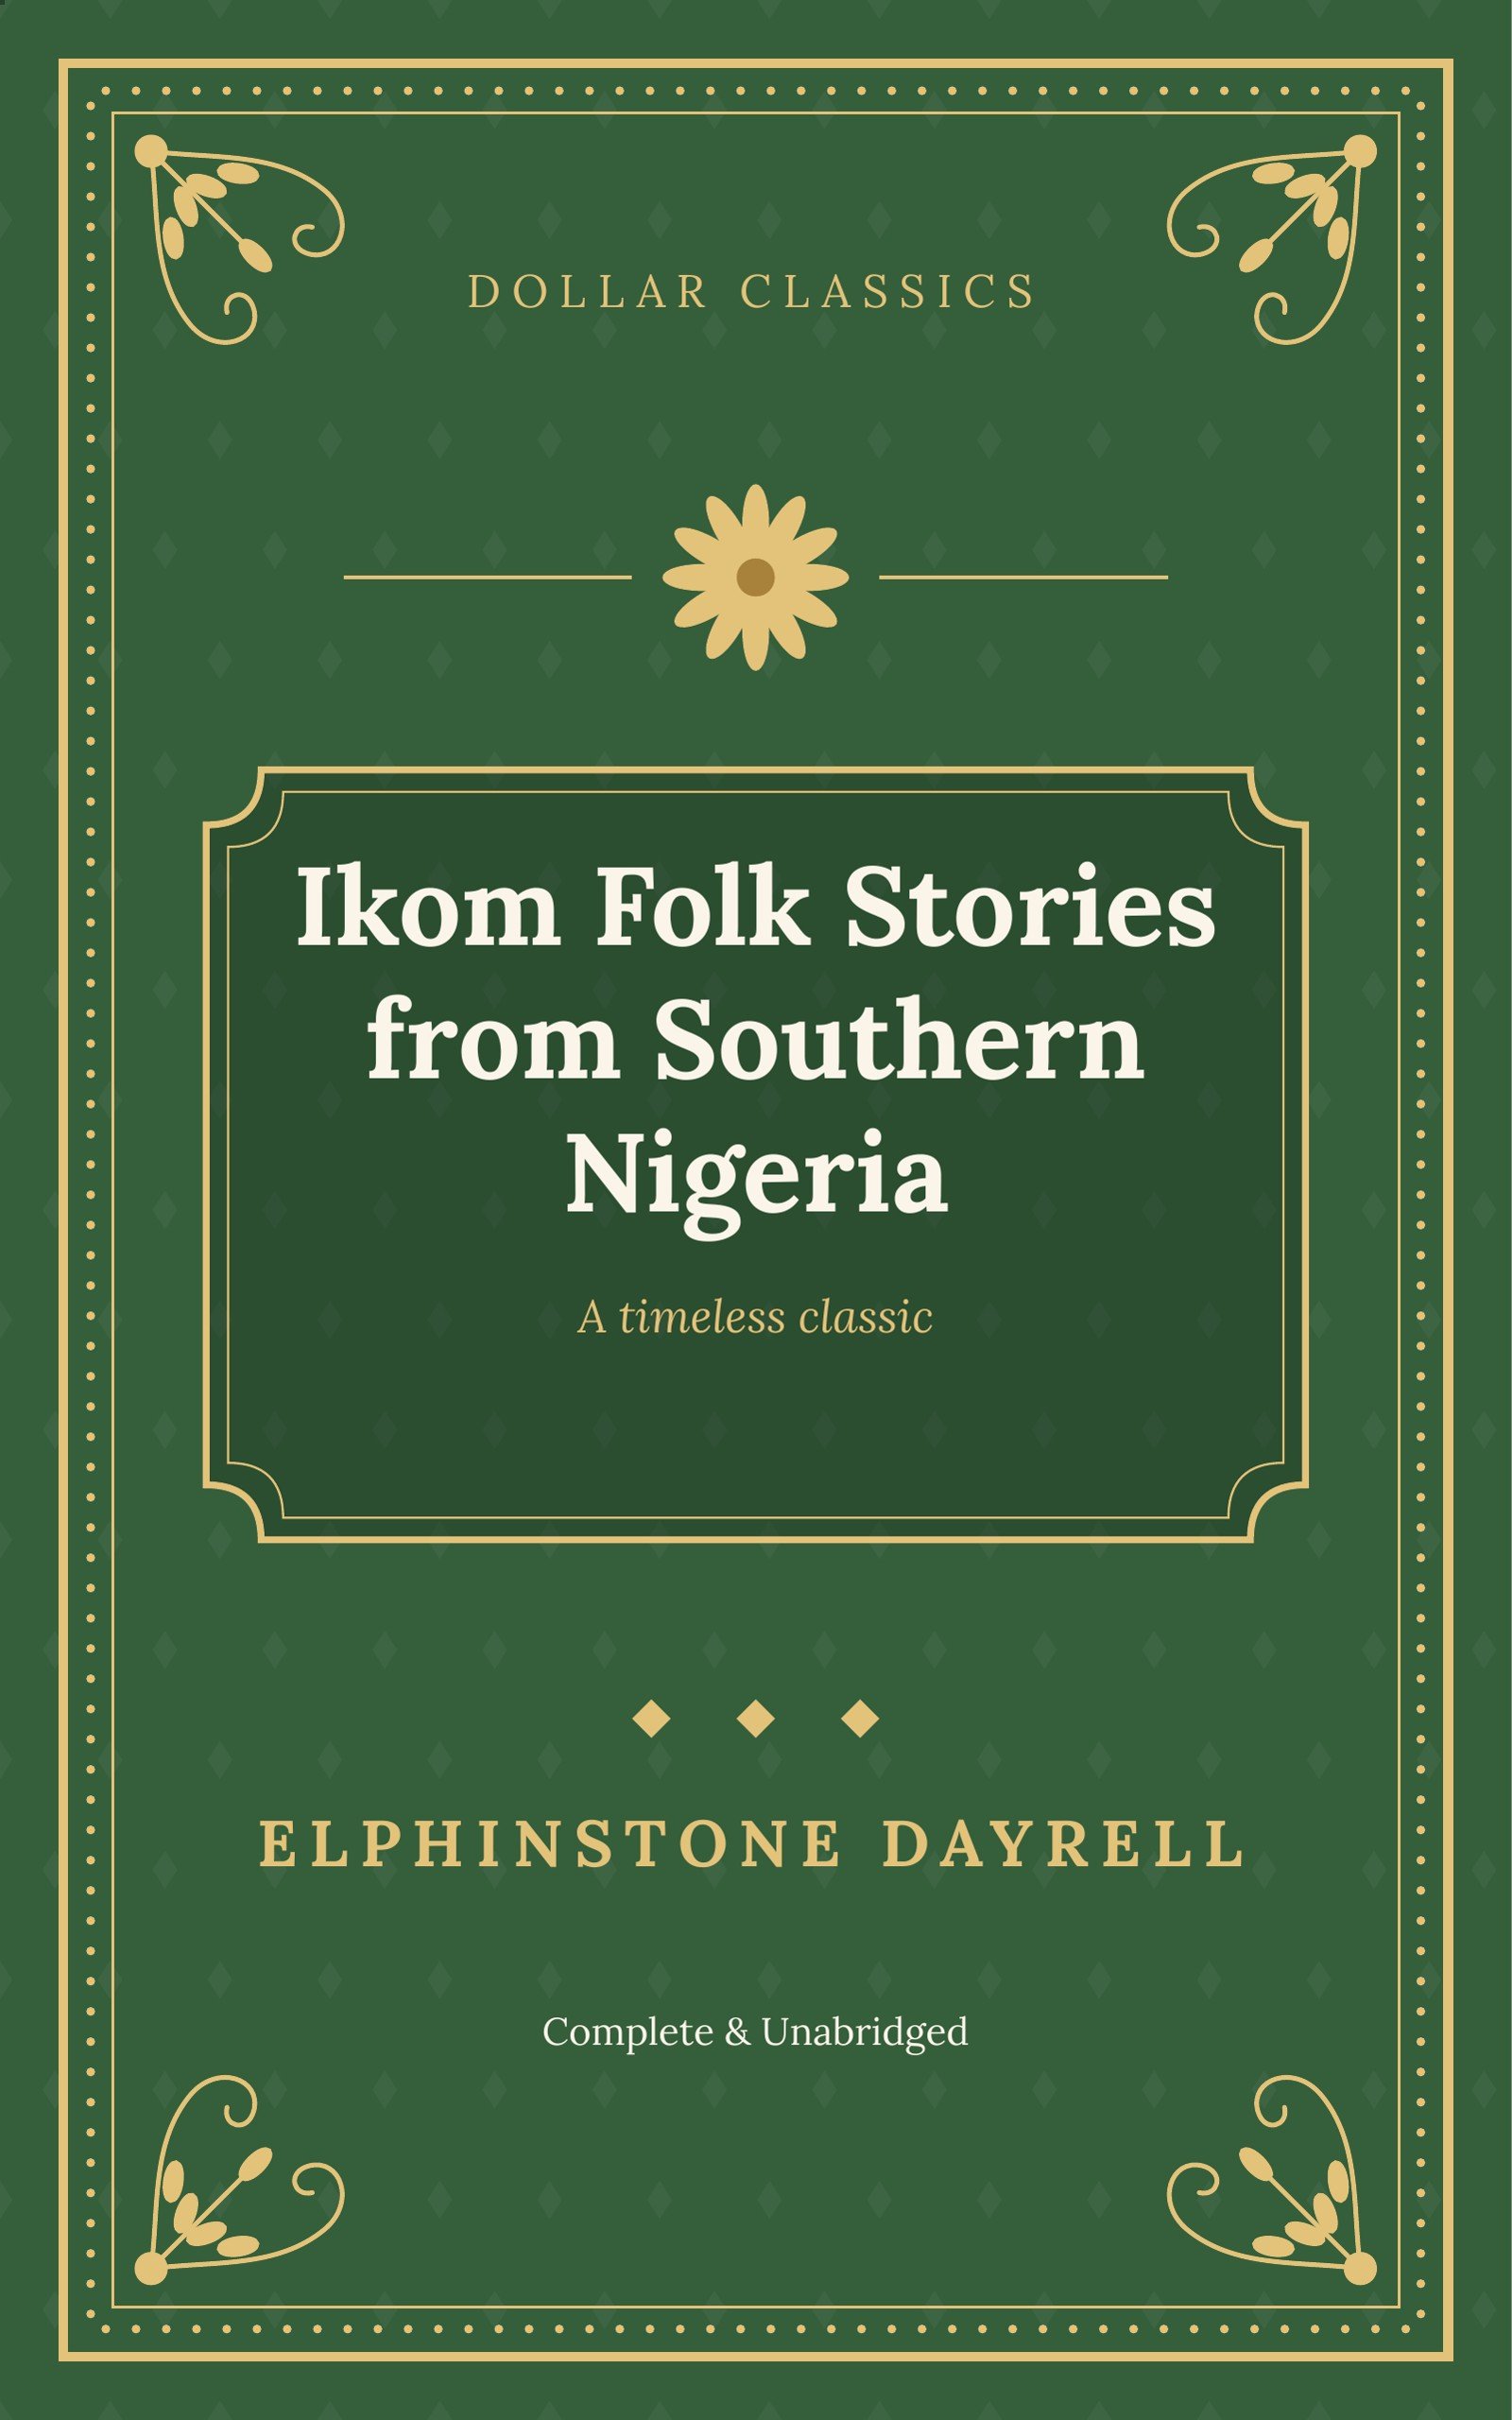 DOLLAR CLASSICS
Ikom Folk Stories
from Southern
Nigeria
A timeless classic
ELPHINSTONE DAYRELL
Complete & Unabridged